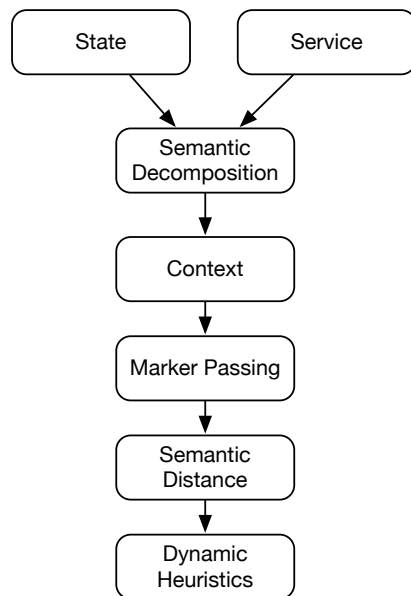 State
Service
Semantic
Decomposition
Context
Marker Passing
Semantic
Distance
Dynamic
Heuristics